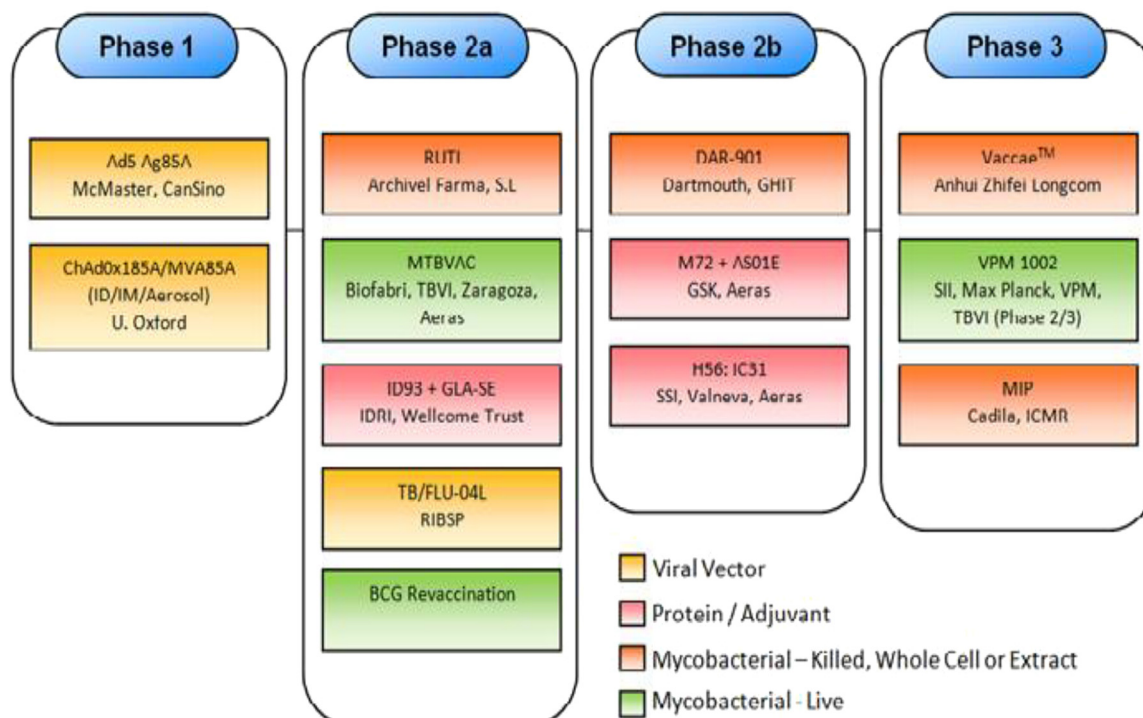 Phase 1
Ad5 Ag85A
McMaster, CanSino
ChAdOx185A/MVA85A
(ID/IM/Aerosol)
U. Oxford
Phase 2a
RUTI
Archivel Farma, S.L
MTBVAC
Biofabri, TBVI, Zaragoza,
Aeras
ID93 + GLA-SE
IDRI, Wellcome Trust
TB/FLU-04L
RIBSP
BCG Revaccination
Phase 2b
DAR-901
Dartmouth, GHIT
M72 + AS01E
GSK, Aeras
H56: IC31
SSI, Valneva, Aeras
Phase 3
Vaccae™
Anhui Zhifei Longcom
VPM 1002
SII, Max Planck, VPM,
TBVI (Phase 2/3)
MIP
Cadila, ICMR
Viral Vector
Protein / Adjuvant
Mycobacterial – Killed, Whole Cell or Extract
Mycobacterial - Live